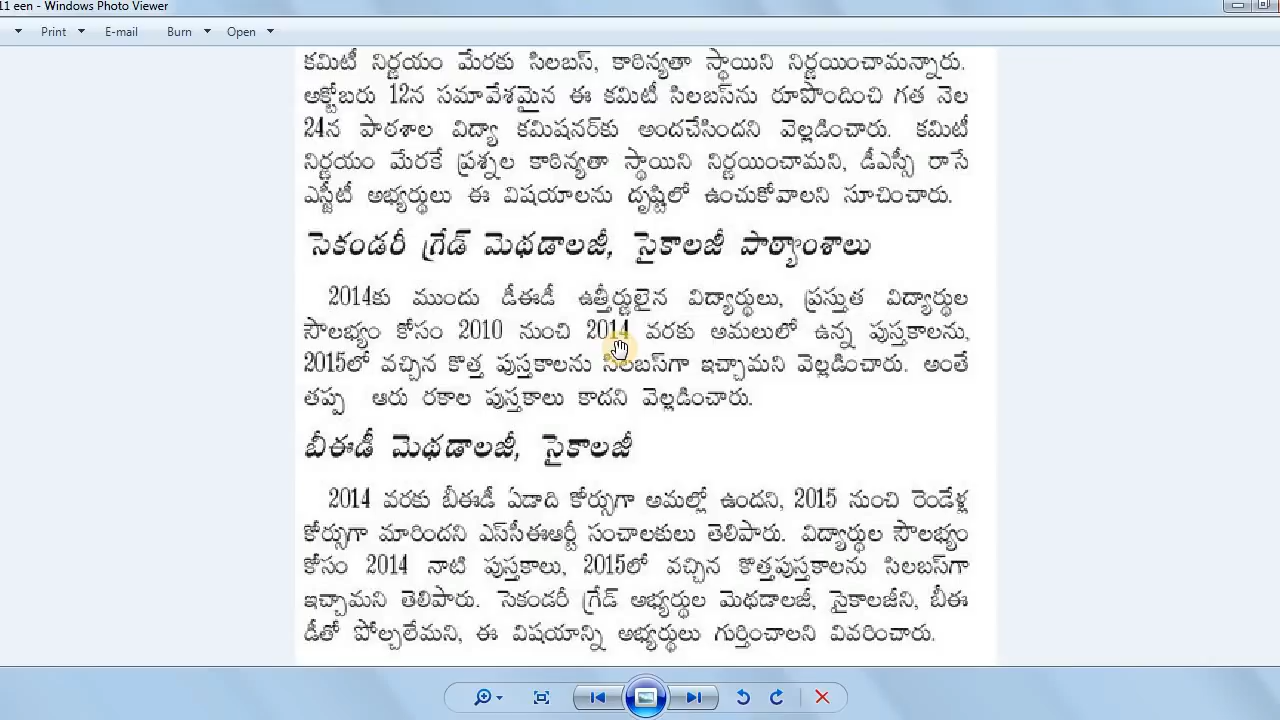 11 een - Windows Photo Viewer
Print E-mail Burn Open
కమిటీ నిర్ణయం మేరకు సిలబస్, కాఠిన్యతా స్థాయిని నిర్ణయించామన్నారు.
అక్టోబరు 12న సమావేశమైన ఈ కమిటీ సిలబస్‌ను రూపొందించి గత నెల
24న పాఠశాల విద్యా కమిషనర్‌కు అందచేసిందని వెల్లడించారు. కమిటీ
నిర్ణయం మేరకే ప్రశ్నల కాఠిన్యతా స్థాయిని నిర్ణయించామని, డీఎస్సీ రాసే
ఎస్జీటీ అభ్యర్థులు ఈ విషయాలను దృష్టిలో ఉంచుకోవాలని సూచించారు.
సెకండరీ గ్రేడ్ మెథడాలజీ, సైకాలజీ పాఠ్యాంశాలు
2014కు ముందు డీఈడీ ఉత్తీర్ణులైన విద్యార్థులు, ప్రస్తుత విద్యార్థుల
సౌలభ్యం కోసం 2010 నుంచి 2014 వరకు అమలులో ఉన్న పుస్తకాలను,
2015లో వచ్చిన కొత్త పుస్తకాలను సిలబస్‌గా ఇచ్చామని వెల్లడించారు. అంతే
తప్ప ఆరు రకాల పుస్తకాలు కాదని వెల్లడించారు.
బీఈడీ మెథడాలజీ, సైకాలజీ
2014 వరకు బీఈడీ ఏడాది కోర్సుగా అమల్లో ఉందని, 2015 నుంచి రెండేళ్ల
కోర్సుగా మారిందని ఎస్‌సీఈఆర్టీ సంచాలకులు తెలిపారు. విద్యార్థుల సౌలభ్యం
కోసం 2014 నాటి పుస్తకాలు, 2015లో వచ్చిన కొత్తపుస్తకాలను సిలబస్‌గా
ఇచ్చామని తెలిపారు. సెకండరీ గ్రేడ్ అభ్యర్థుల మెథడాలజీ, సైకాలజీని, బీఈ
డీతో పోల్చలేమని, ఈ విషయాన్ని అభ్యర్థులు గుర్తించాలని వివరించారు.